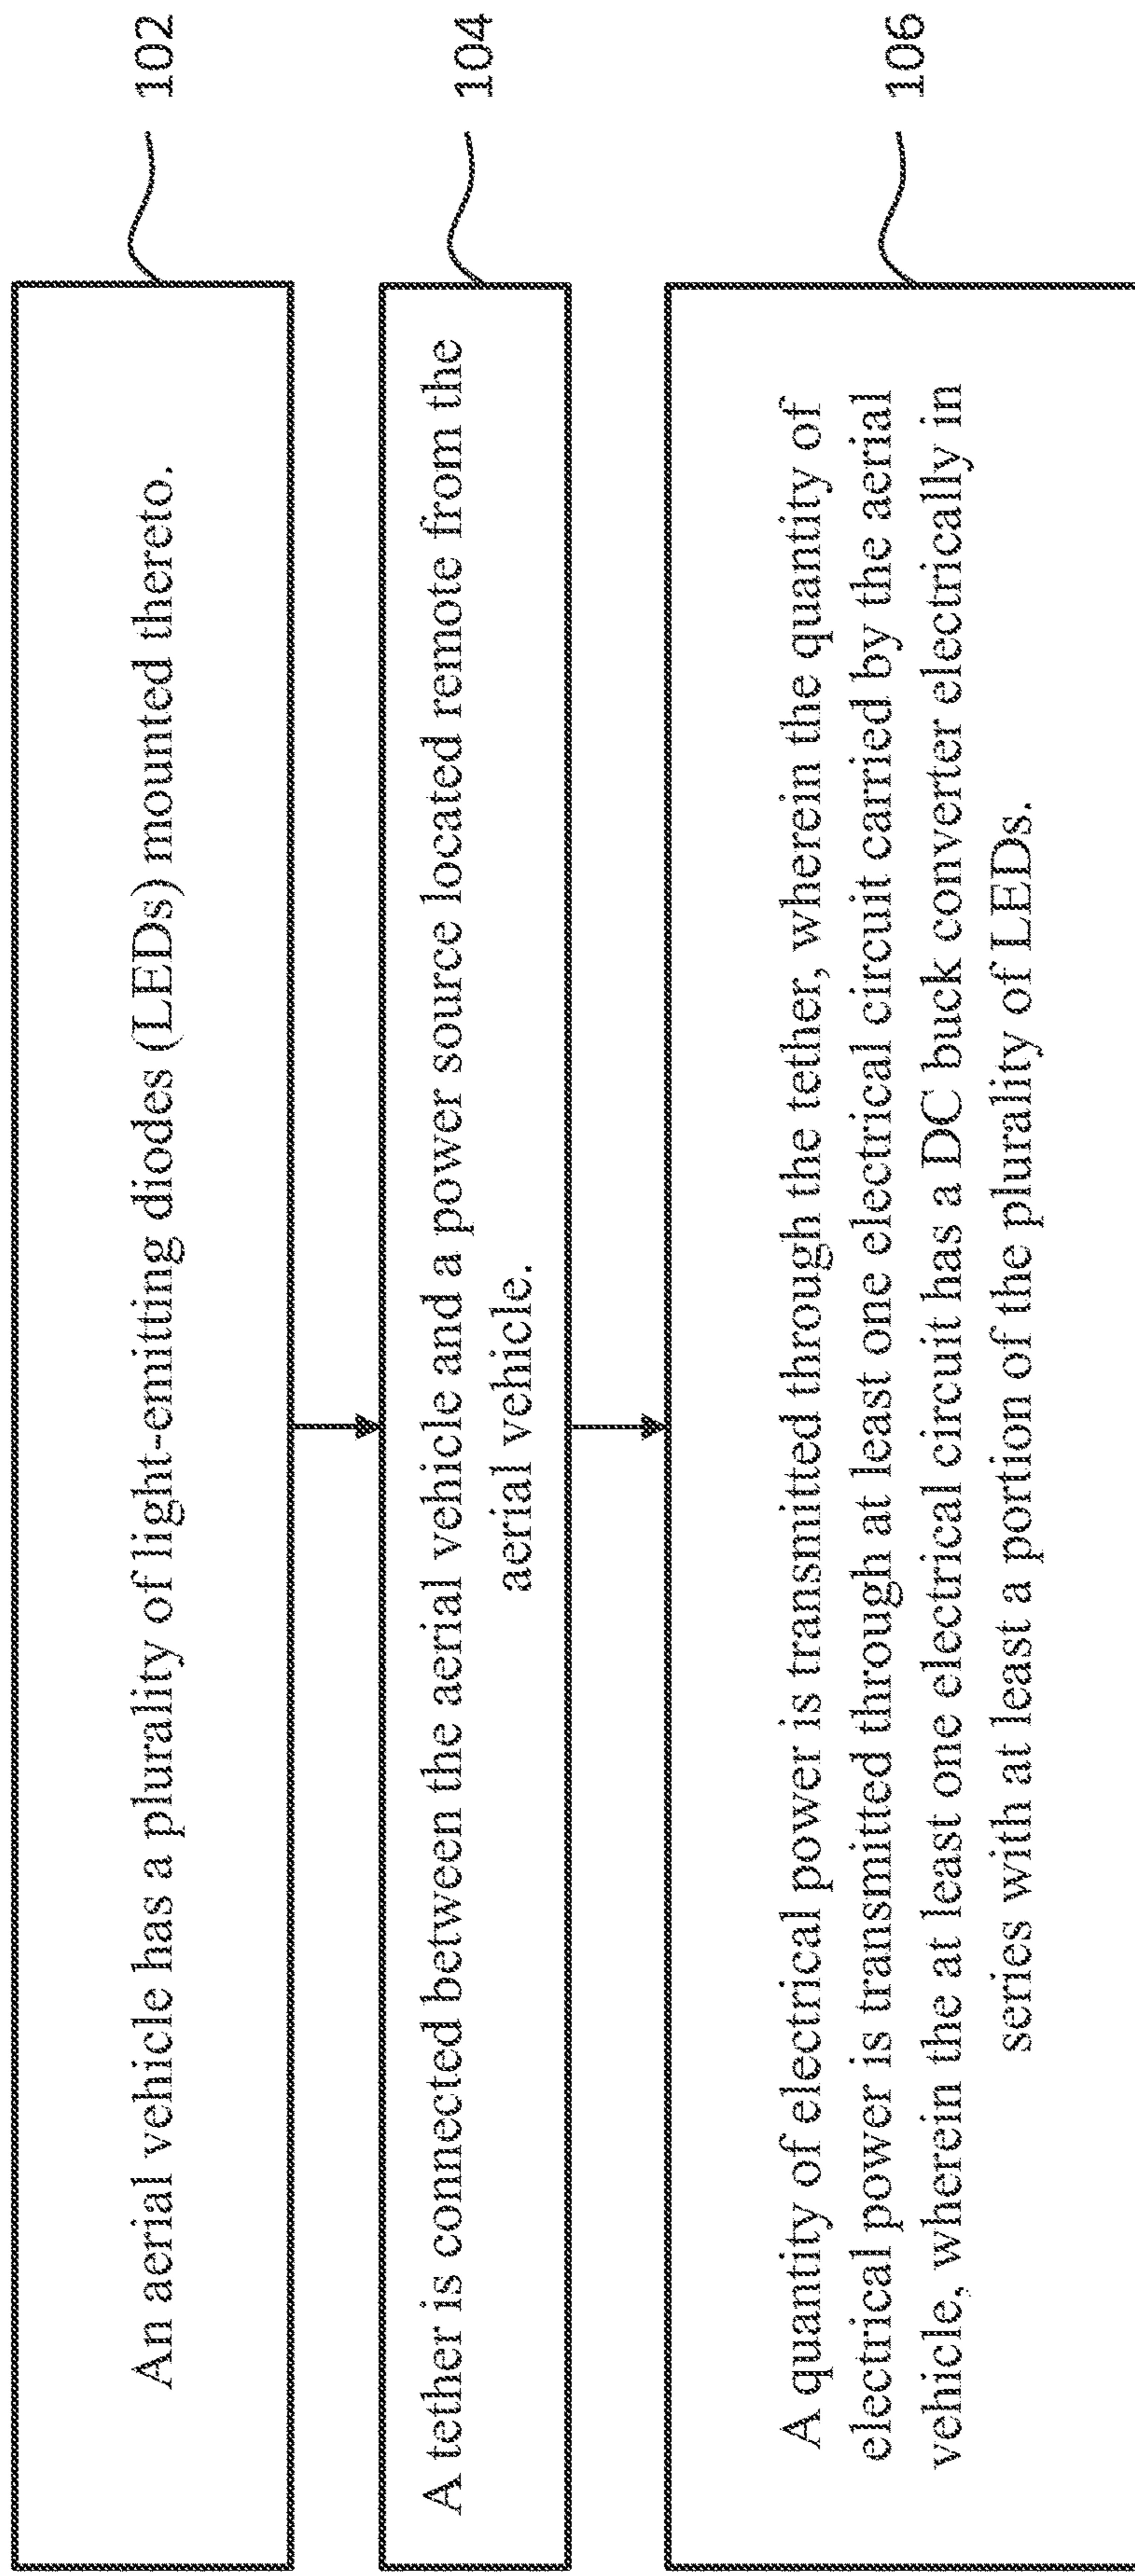 An aerial vehicle has a plurality of light-emitting diodes (LEDs) mounted thereto.
102
A tether is connected between the aerial vehicle and a power source located remote from the
aerial vehicle.
104
A quantity of electrical power is transmitted through the tether, wherein the quantity of
electrical power is transmitted through at least one electrical circuit carried by the aerial
vehicle, wherein the at least one electrical circuit has a DC buck converter electrically in
series with at least a portion of the plurality of LEDs.
106